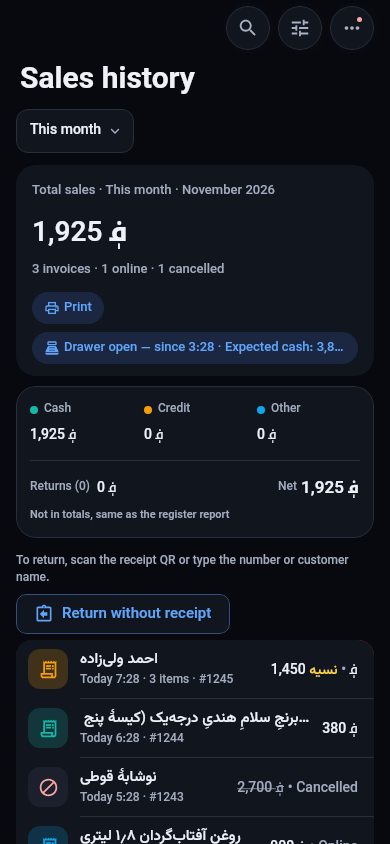 Sales history
This month
Total sales · This month · November 2026
1,925 ؋
3 invoices · 1 online · 1 cancelled
Print
Drawer open — since 3:28 · Expected cash: 3,8…
Cash
Credit
Other
1,925 ؋
0 ؋
0 ؋
Returns (0) 0 ؋
Net 1,925 ؋
Not in totals, same as the register report
To return, scan the receipt QR or type the number or customer
name.
Return without receipt
احمد ولی‌زاده
1,450 نسیه • ؋
Today 7:28 · 3 items · #1245
برنجِ سلامِ هندیِ درجه‌یک (کیسهٔ پنج…
380 ؋
Today 6:28 · #1244
نوشابهٔ قوطی
2,700 ؋ • Cancelled
Today 5:28 · #1243
روغن آفتاب‌گردان ۱٫۸ لیتری